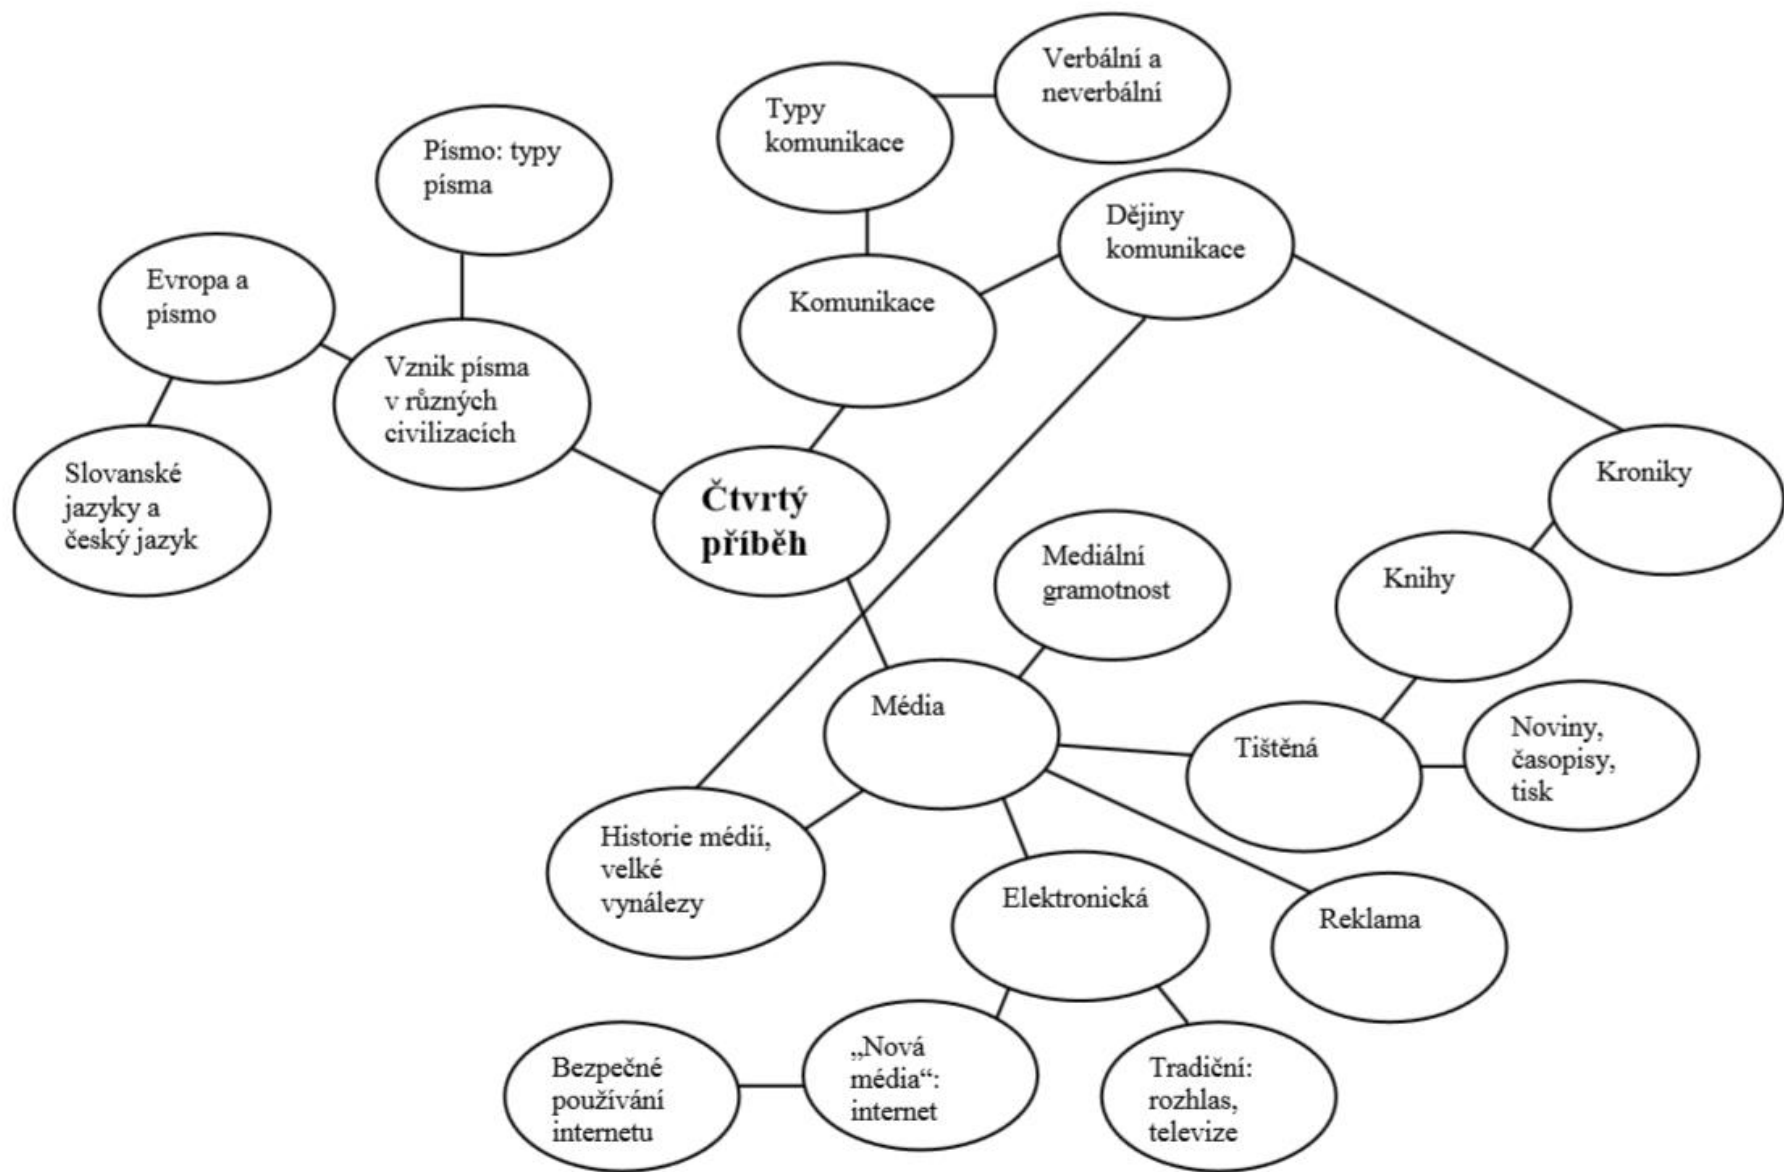 Verbální a
neverbální
Typy
komunikace
Písmo: typy
písma
Dějiny
komunikace
Evropa a
písmo
Komunikace
Vznik písma
v různých
civilizacích
Slovanské
jazyky a
český jazyk
Čtvrtý
příběh
Kroniky
Mediální
gramotnost
Knihy
Média
Tištěná
Noviny,
časopisy,
tisk
Historie médií,
velké
vynálezy
Elektronická
Reklama
Bezpečné
používání
internetu
„Nová
média“:
internet
Tradiční:
rozhlas,
televize